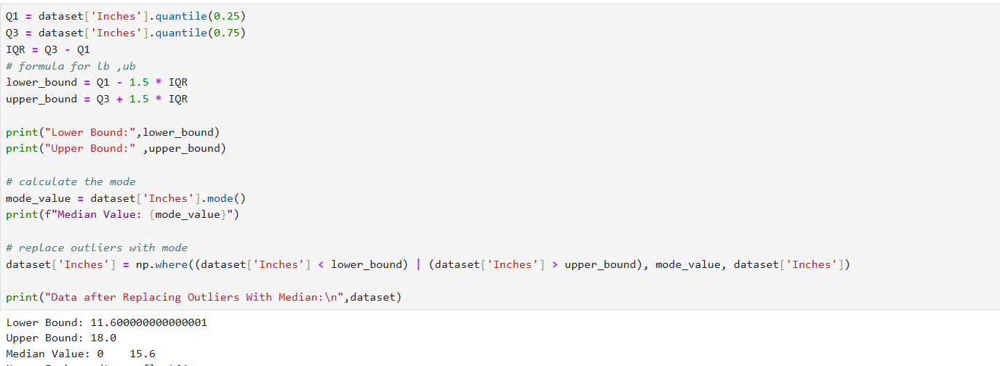 Q1 = dataset['Inches'].quantile(0.25)
Q3 = dataset['Inches'].quantile(0.75)
IQR = Q3 - Q1
# formula for lb ,ub
lower_bound = Q1 - 1.5 * IQR
upper_bound = Q3 + 1.5 * IQR
print("Lower Bound:",lower_bound)
print("Upper Bound:" ,upper_bound)
# calculate the mode
mode_value = dataset['Inches'].mode()
print(f"Median Value: {mode_value}")
# replace outliers with mode
dataset['Inches'] = np.where((dataset['Inches'] < lower_bound) | (dataset['Inches'] > upper_bound), mode_value, dataset['Inches'])
print("Data after Replacing Outliers With Median:\n",dataset)
Lower Bound: 11.600000000000001
Upper Bound: 18.0
Median Value: 0    15.6